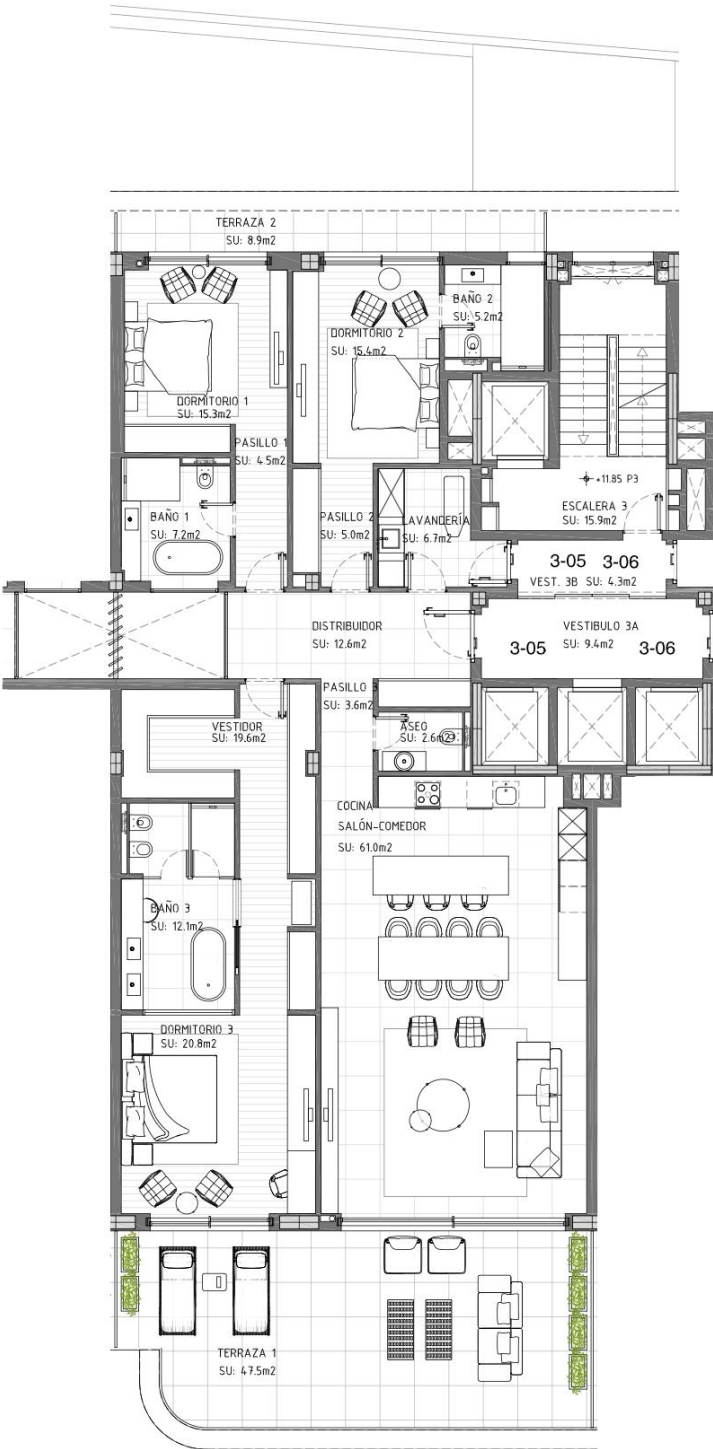 TERRAZA 2
SU: 8.9m2
BAÑO 2
SU: 5.2m2
DORMITORIO 2
SU: 15.4m2
DORMITORIO 1
SU: 15.3m2
PASILLO 1
SU: 4.5m2
+11.85 P3
ESCALERA 3
SU: 15.9m2
BAÑO 1
SU: 7.2m2
PASILLO 2
SU: 5.0m2
LAVANDERÍA
SU: 6.7m2
3-05 3-06
VEST. 3B SU: 4.3m2
DISTRIBUIDOR
SU: 12.6m2
VESTIBULO 3A
SU: 9.4m2
3-05
3-06
PASILLO 3
SU: 3.6m2
VESTIDOR
SU: 19.6m2
ASEO
SU: 2.6m2
COCINA
SALÓN-COMEDOR
SU: 61.0m2
BAÑO 3
SU: 12.1m2
DORMITORIO 3
SU: 20.8m2
TERRAZA 1
SU: 47.5m2